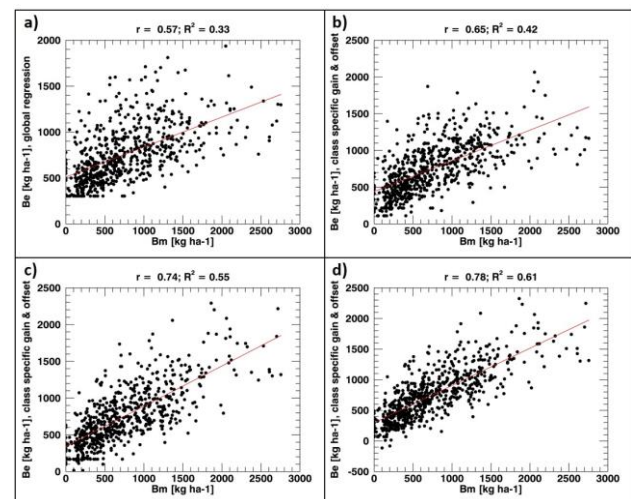 a)
r = 0.57; R² = 0.33
Be [kg ha-1], global regression
2000
1500
1000
500
0
0 500 1000 1500 2000 2500 3000
Bm [kg ha-1]
b)
r = 0.65; R² = 0.42
Be [kg ha-1], class specific gain & offset
2500
2000
1500
1000
500
0
0 500 1000 1500 2000 2500 3000
Bm [kg ha-1]
c)
r = 0.74; R² = 0.55
Be [kg ha-1], class specific gain & offset
2500
2000
1500
1000
500
0
0 500 1000 1500 2000 2500 3000
Bm [kg ha-1]
d)
r = 0.78; R² = 0.61
Be [kg ha-1], class specific gain & offset
2500
2000
1500
1000
500
0
-500
0 500 1000 1500 2000 2500 3000
Bm [kg ha-1]